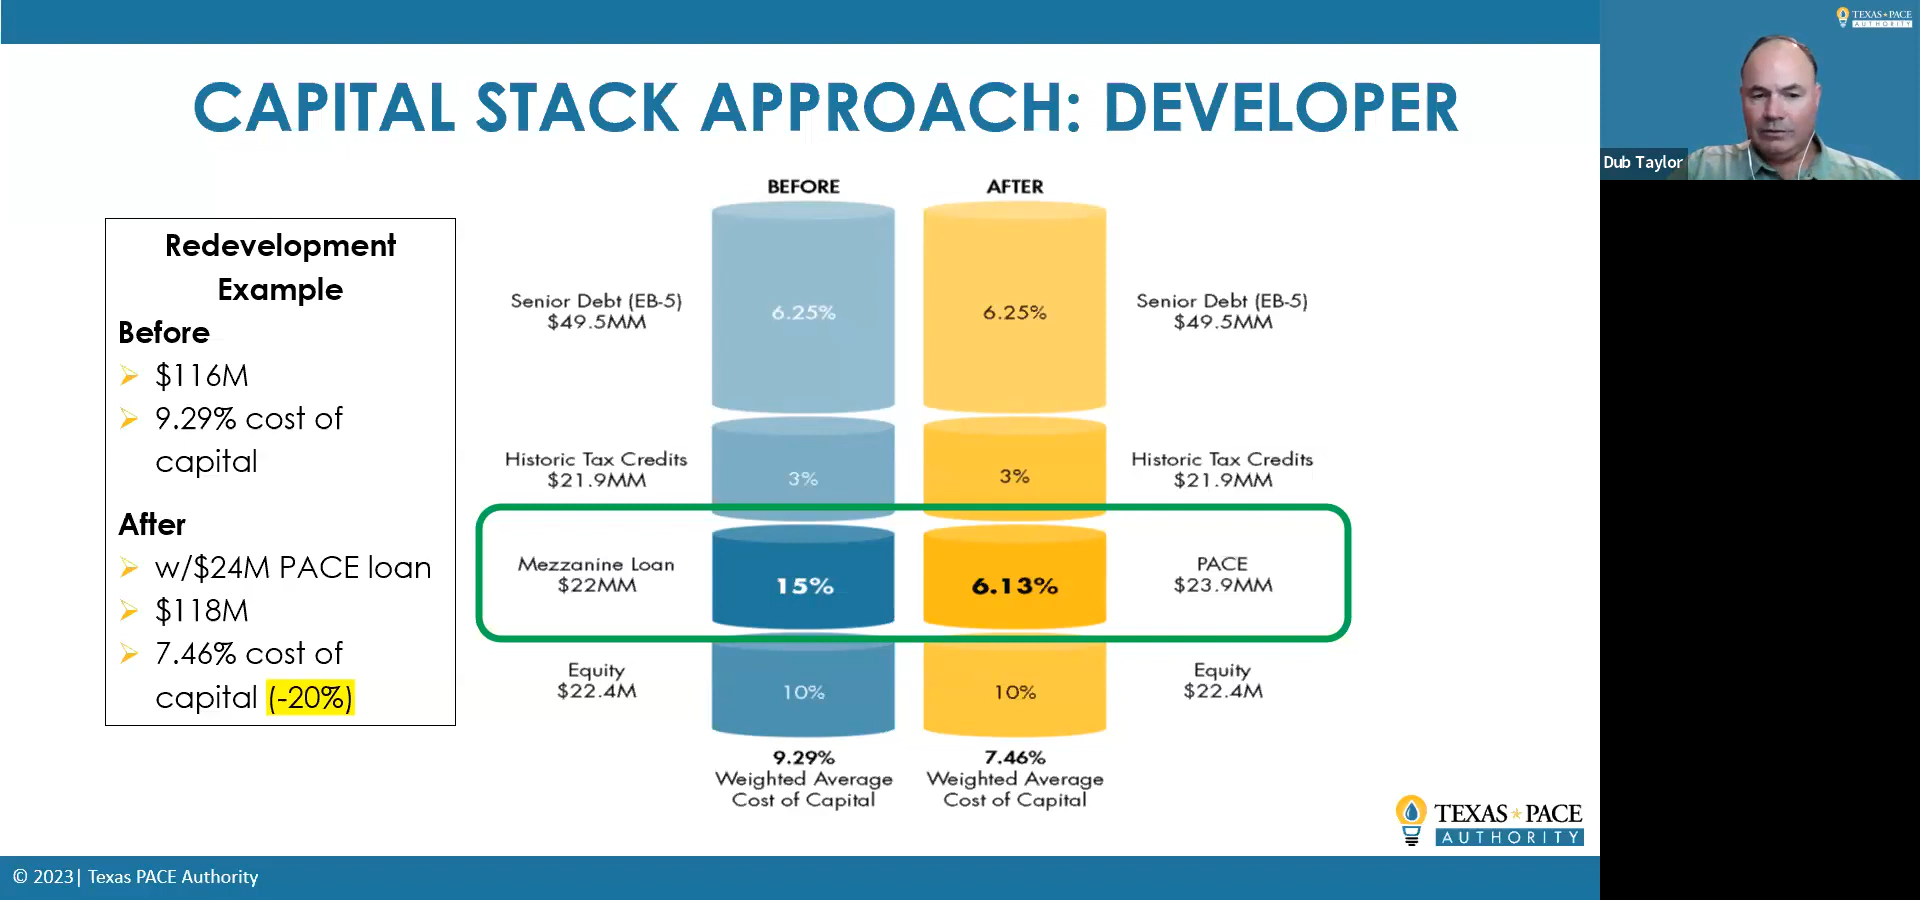 CAPITAL STACK APPROACH: DEVELOPER
Redevelopment
Example
Before
$116M
9.29% cost of
capital
After
w/$24M PACE loan
$118M
7.46% cost of
capital (-20%)
BEFORE
AFTER
Senior Debt (EB-5)
$49.5MM
6.25%
6.25%
Senior Debt (EB-5)
$49.5MM
Historic Tax Credits
$21.9MM
3%
3%
Historic Tax Credits
$21.9MM
Mezzanine Loan
$22MM
15%
6.13%
PACE
$23.9MM
Equity
$22.4M
10%
10%
Equity
$22.4M
9.29%
Weighted Average
Cost of Capital
7.46%
Weighted Average
Cost of Capital
TEXAS PACE
AUTHORITY
© 2023| Texas PACE Authority
TEXAS PACE
AUTHORITY
Dub Taylor